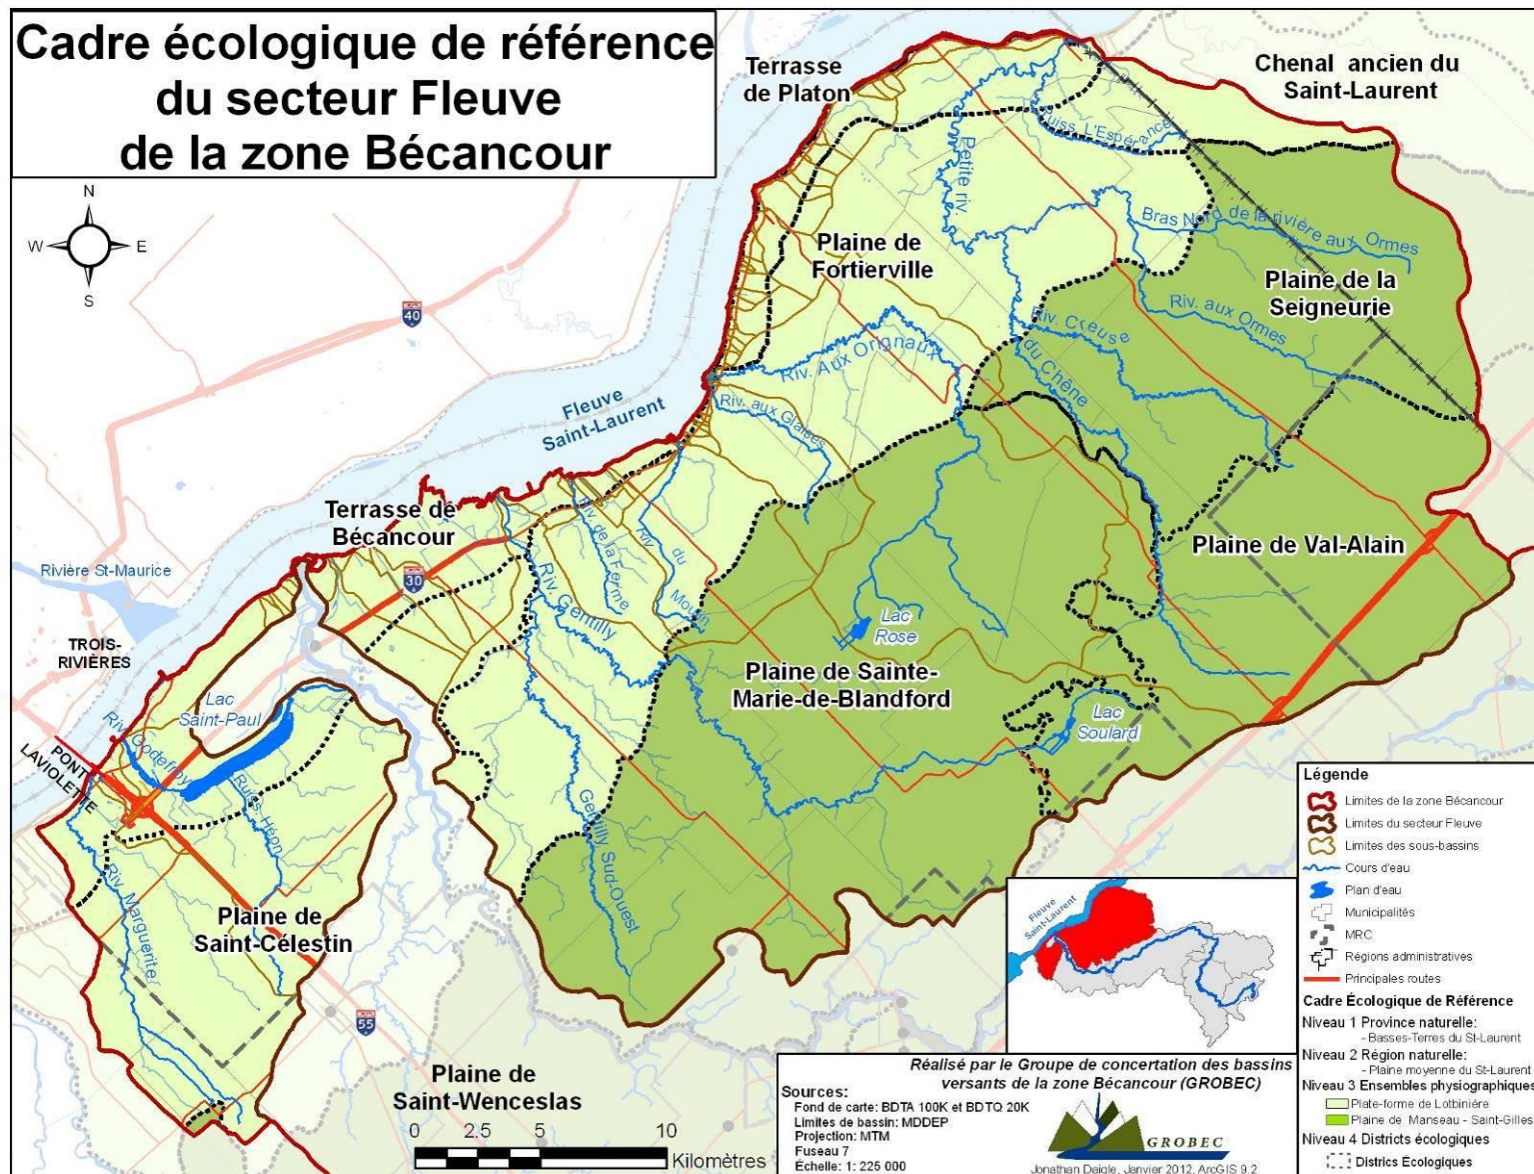 Cadre écologique de référence
du secteur Fleuve
de la zone Bécancour
N
W
E
S
Terrasse
de Platon
Chenal ancien du
Saint-Laurent
Ruiss. L'Espérance
Petite riv.
Bras Nord de la rivière aux Ormes
Plaine de
Fortierville
Plaine de la
Seigneurie
Riv. aux Ormes
Riv. Creuse
du Chêne
Riv. Aux Orignaux
Riv. aux Glaises
40
Fleuve
Saint-Laurent
Terrasse de
Bécancour
Riv. de la Ferme
Riv. du Moulin
Plaine de Val-Alain
Rivière St-Maurice
30
Riv. Gentilly
Lac
Rose
TROIS-
RIVIÈRES
Plaine de Sainte-
Marie-de-Blandford
Lac
Saint-Paul
Lac
Soulard
Riv. Godefroy
PONT
LAVIOLETTE
Ruiss. Héon
Gentilly Sud-Ouest
Riv. Marguerite
Plaine de
Saint-Célestin
55
Plaine de
Saint-Wenceslas
0 2.5 5 10
Kilomètres
Fleuve
Saint-Laurent
Légende
Limites de la zone Bécancour
Limites du secteur Fleuve
Limites des sous-bassins
Cours d'eau
Plan d'eau
Municipalités
MRC
Régions administratives
Principales routes
Cadre Écologique de Référence
Niveau 1 Province naturelle:
- Basses-Terres du St-Laurent
Niveau 2 Région naturelle:
- Plaine moyenne du St-Laurent
Niveau 3 Ensembles physiographiques
Plate-forme de Lotbinière
Plaine de Manseau - Saint-Gilles
Niveau 4 Districts écologiques
Districs Écologiques
Réalisé par le Groupe de concertation des bassins
versants de la zone Bécancour (GROBEC)
Sources:
Fond de carte: BDTA 100K et BDTQ 20K
Limites de bassin: MDDEP
Projection: MTM
Fuseau 7
Échelle: 1: 225 000
GROBEC
Jonathan Daigle, Janvier 2012, ArcGIS 9.2